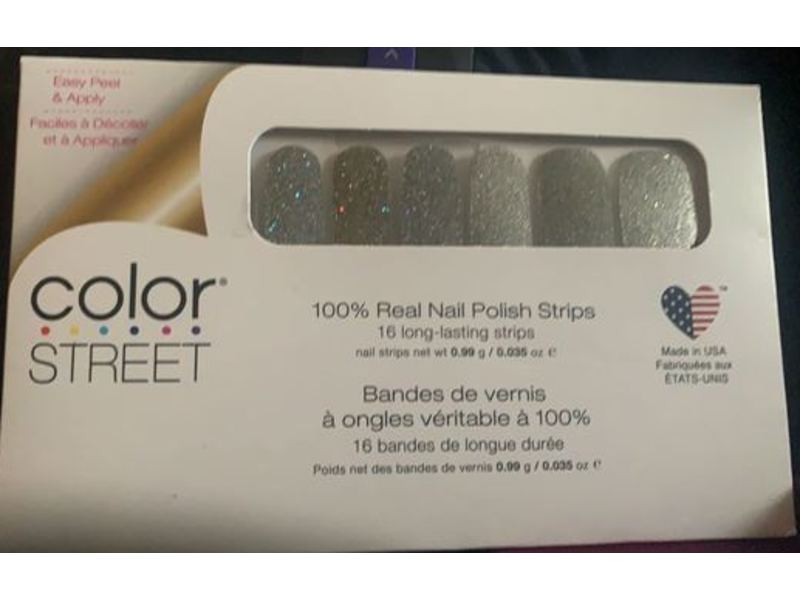 Easy Peel
& Apply
Faciles à Décoller
et à Appliquer
color®
STREET
100% Real Nail Polish Strips
16 long-lasting strips
nail strips net wt 0.99 g / 0.035 oz ℮
Bandes de vernis
à ongles véritable à 100%
16 bandes de longue durée
Poids net des bandes de vernis 0.99 g / 0.035 oz ℮
™
Made in USA
Fabriquées aux
ÉTATS-UNIS